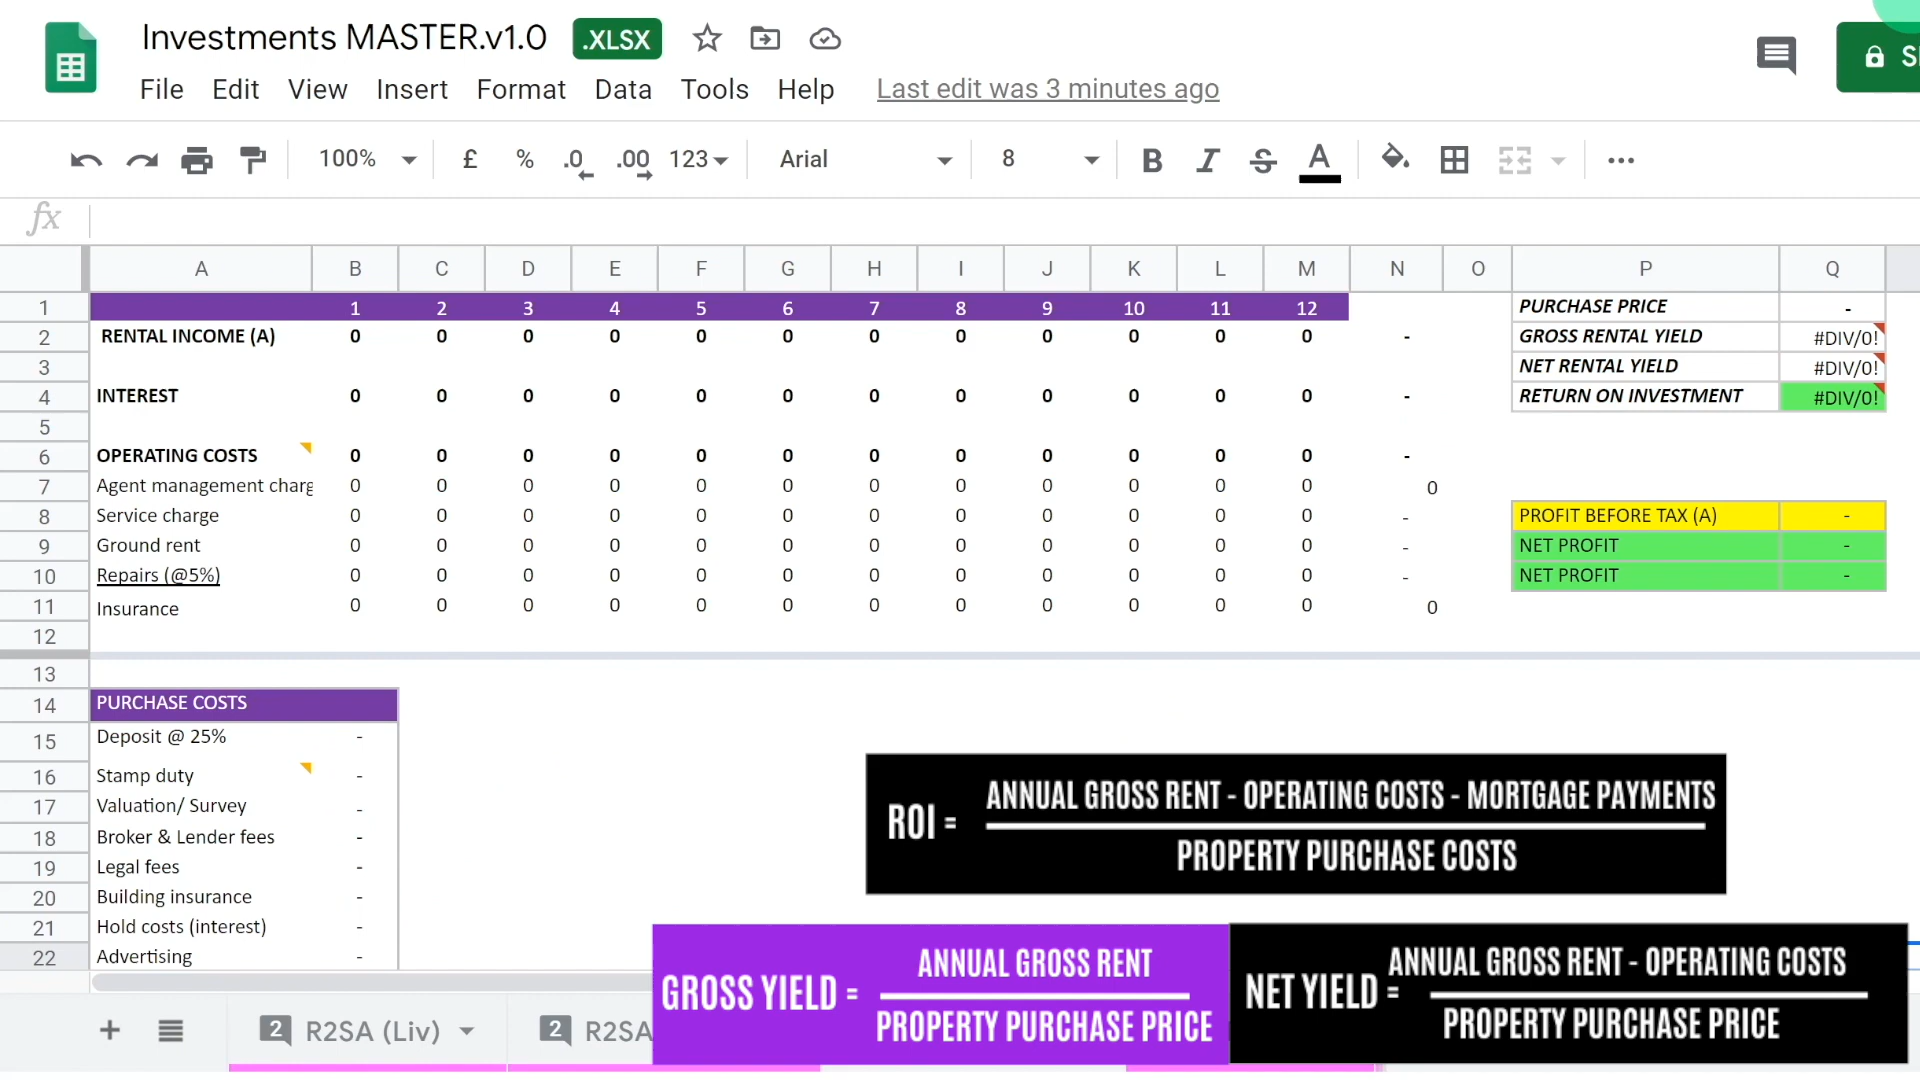 Investments MASTER.v1.0 .XLSX
File Edit View Insert Format Data Tools Help Last edit was 3 minutes ago
100% £ % .0 .00 123 Arial 8 B I S A
fx
A B C D E F G H I J K L M N O P Q
1 1 2 3 4 5 6 7 8 9 10 11 12 PURCHASE PRICE -
2 RENTAL INCOME (A) 0 0 0 0 0 0 0 0 0 0 0 0 - GROSS RENTAL YIELD #DIV/0!
3 NET RENTAL YIELD #DIV/0!
4 INTEREST 0 0 0 0 0 0 0 0 0 0 0 0 - RETURN ON INVESTMENT #DIV/0!
5
6 OPERATING COSTS 0 0 0 0 0 0 0 0 0 0 0 0 -
7 Agent management charg 0 0 0 0 0 0 0 0 0 0 0 0 0
8 Service charge 0 0 0 0 0 0 0 0 0 0 0 0 - PROFIT BEFORE TAX (A) -
9 Ground rent 0 0 0 0 0 0 0 0 0 0 0 0 - NET PROFIT -
10 Repairs (@5%) 0 0 0 0 0 0 0 0 0 0 0 0 - NET PROFIT -
11 Insurance 0 0 0 0 0 0 0 0 0 0 0 0 0
12
13
14 PURCHASE COSTS
15 Deposit @ 25% -
16 Stamp duty -
17 Valuation/ Survey -
18 Broker & Lender fees -
19 Legal fees -
20 Building insurance -
21 Hold costs (interest) -
22 Advertising -
ANNUAL GROSS RENT - OPERATING COSTS - MORTGAGE PAYMENTS
ROI =
PROPERTY PURCHASE COSTS
ANNUAL GROSS RENT
GROSS YIELD =
PROPERTY PURCHASE PRICE
ANNUAL GROSS RENT - OPERATING COSTS
NET YIELD =
PROPERTY PURCHASE PRICE
2 R2SA (Liv) 2 R2SA